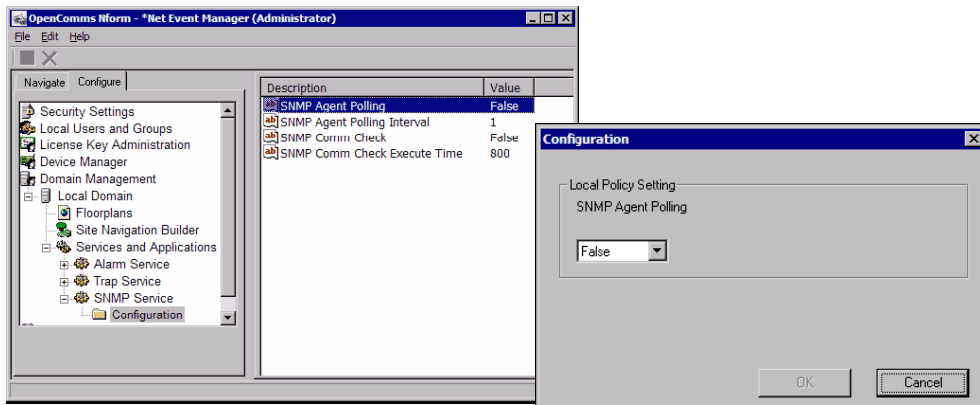 OpenComms Nform - *Net Event Manager (Administrator)
File Edit Help
Navigate Configure
Security Settings
Local Users and Groups
License Key Administration
Device Manager
Domain Management
Local Domain
Floorplans
Site Navigation Builder
Services and Applications
Alarm Service
Trap Service
SNMP Service
Configuration
Description Value
SNMP Agent Polling False
SNMP Agent Polling Interval 1
SNMP Comm Check False
SNMP Comm Check Execute Time 800
Configuration
Local Policy Setting
SNMP Agent Polling
False
OK Cancel